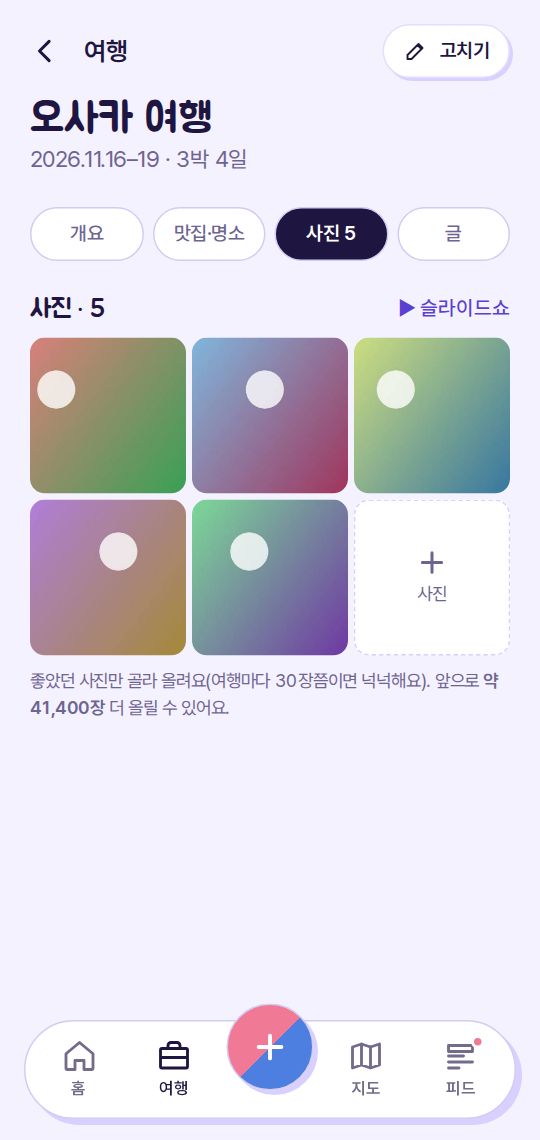 여행
고치기
오사카 여행
2026.11.16–19 · 3박 4일
개요
맛집·명소
사진 5
글
사진 · 5
▶ 슬라이드쇼
사진
좋았던 사진만 골라 올려요(여행마다 30장쯤이면 넉넉해요). 앞으로 약
41,400장 더 올릴 수 있어요.
홈
여행
지도
피드